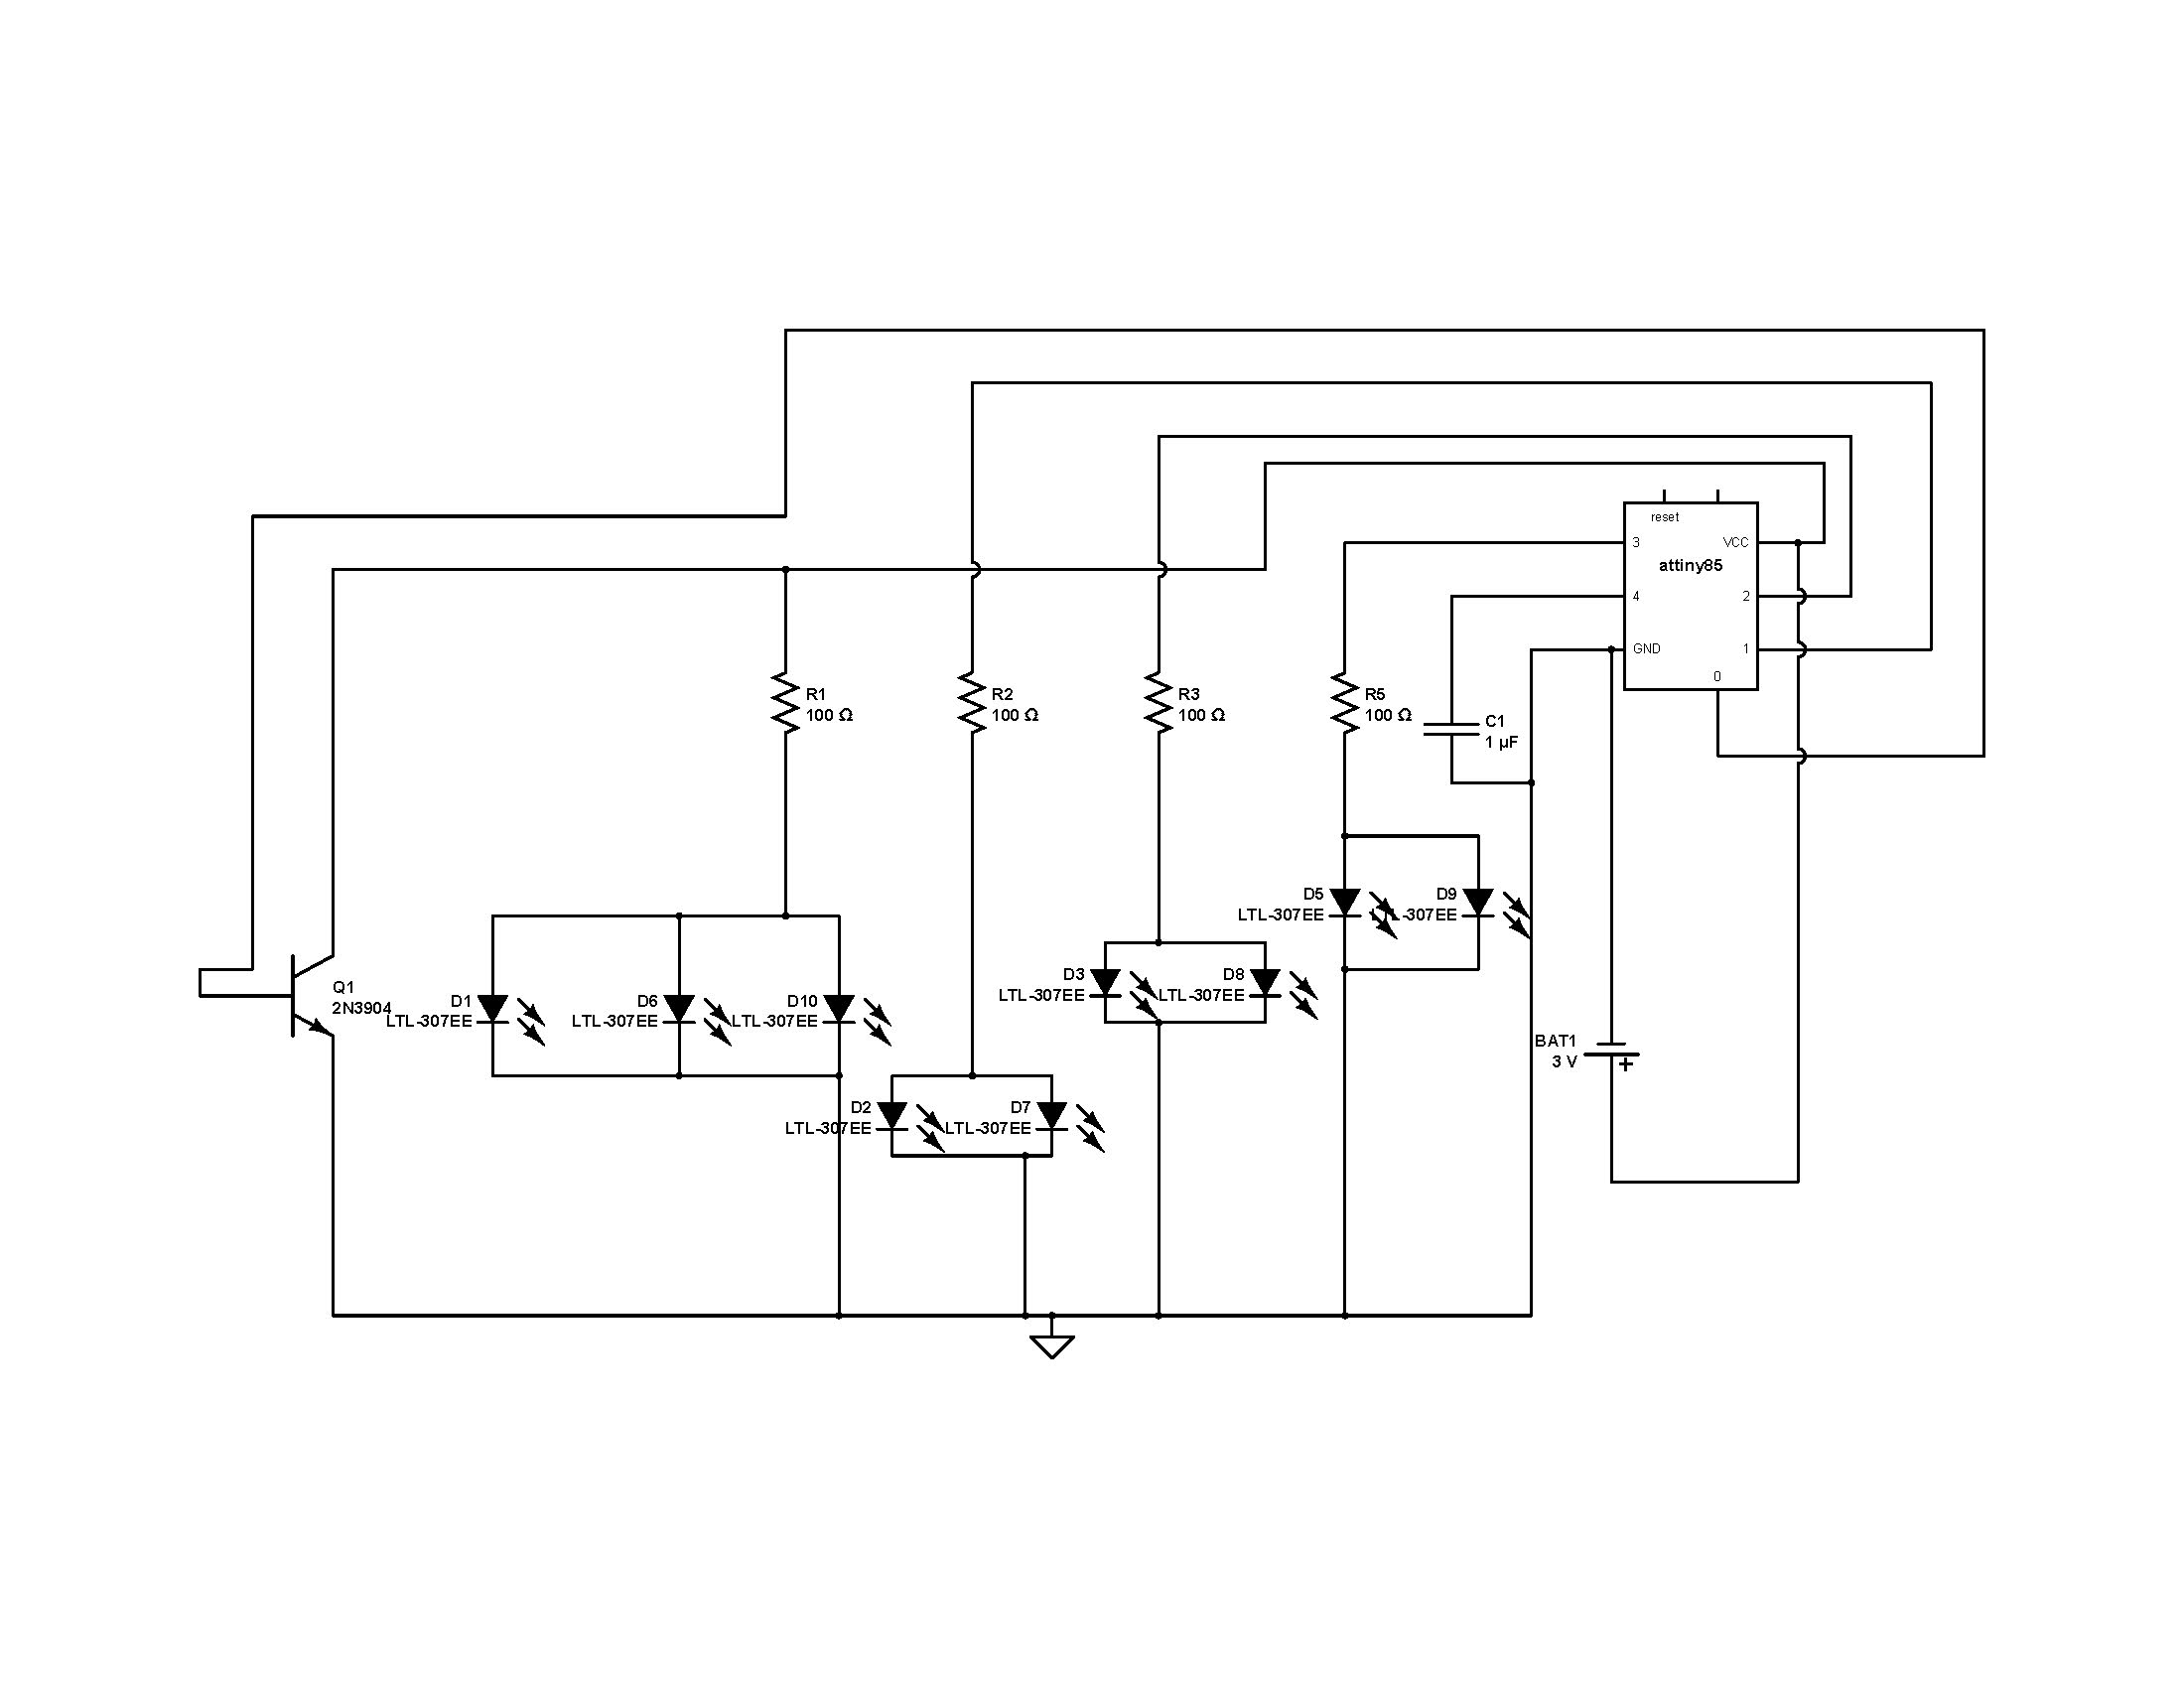 reset
3
VCC
attiny85
4
2
GND
1
0
R1
100 Ω
R2
100 Ω
R3
100 Ω
R5
100 Ω
C1
1 µF
D5
LTL-307EE
D9
LTL-307EE
D3
LTL-307EE
D8
LTL-307EE
Q1
2N3904
D1
LTL-307EE
D6
LTL-307EE
D10
LTL-307EE
BAT1
3 V
+
D2
LTL-307EE
D7
LTL-307EE